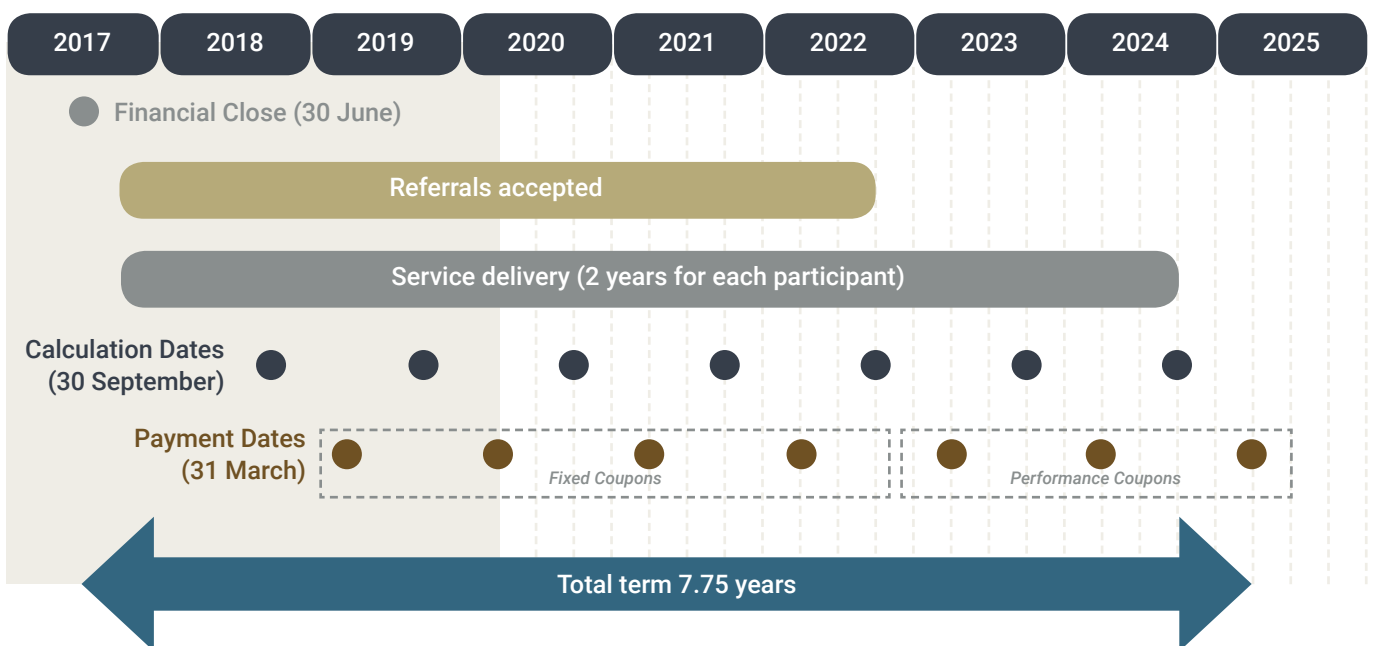 2017 2018 2019 2020 2021 2022 2023 2024 2025
Financial Close (30 June)
Referrals accepted
Service delivery (2 years for each participant)
Calculation Dates
(30 September)
Payment Dates
(31 March)
Fixed Coupons
Performance Coupons
Total term 7.75 years